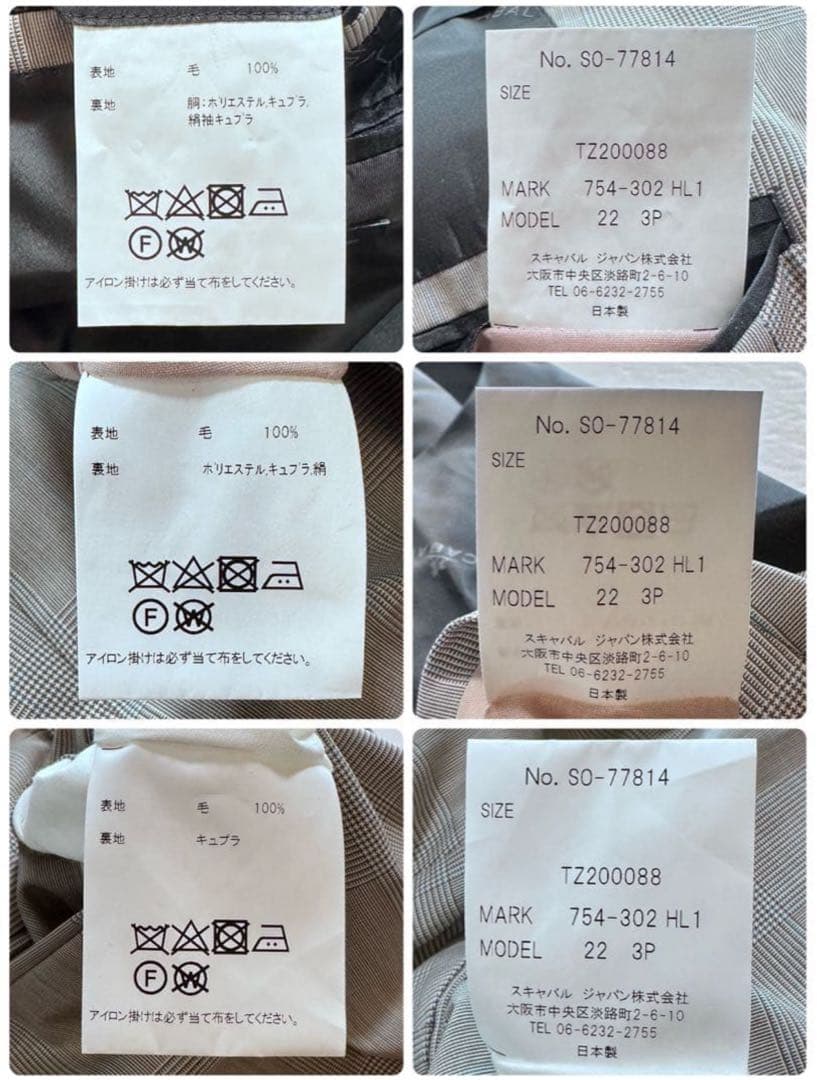 表地 毛 100%
裏地 胴:ポリエステル,キュプラ,
絹袖キュプラ
F
W
アイロン掛けは必ず当て布をしてください。
No. SO-77814
SIZE
TZ200088
MARK 754-302 HL1
MODEL 22 3P
スキャバル ジャパン株式会社
大阪市中央区淡路町2-6-10
TEL 06-6232-2755
日本製
表地 毛 100%
裏地 ポリエステル,キュプラ,絹
F
W
アイロン掛けは必ず当て布をしてください。
No. SO-77814
SIZE
TZ200088
MARK 754-302 HL1
MODEL 22 3P
スキャバル ジャパン株式会社
大阪市中央区淡路町2-6-10
TEL 06-6232-2755
日本製
表地 毛 100%
裏地 キュプラ
F
W
アイロン掛けは必ず当て布をしてください。
No. SO-77814
SIZE
TZ200088
MARK 754-302 HL1
MODEL 22 3P
スキャバル ジャパン株式会社
大阪市中央区淡路町2-6-10
TEL 06-6232-2755
日本製